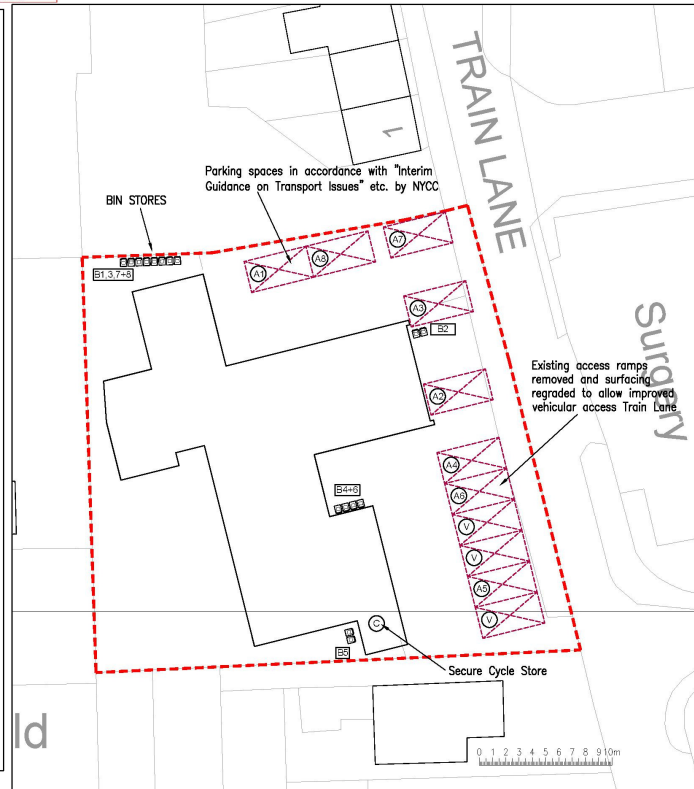 TRAIN LANE
1
Parking spaces in accordance with "Interim
Guidance on Transport Issues" etc. by NYCC
BIN STORES
B1,3,7+8
A1
A8
A7
A3
B2
Surgery
Existing access ramps
removed and surfacing
regraded to allow improved
vehicular access Train Lane
A2
A4
A6
B4+6
V
V
A5
V
C
B5
Secure Cycle Store
ld
0 1 2 3 4 5 6 7 8 9 10m